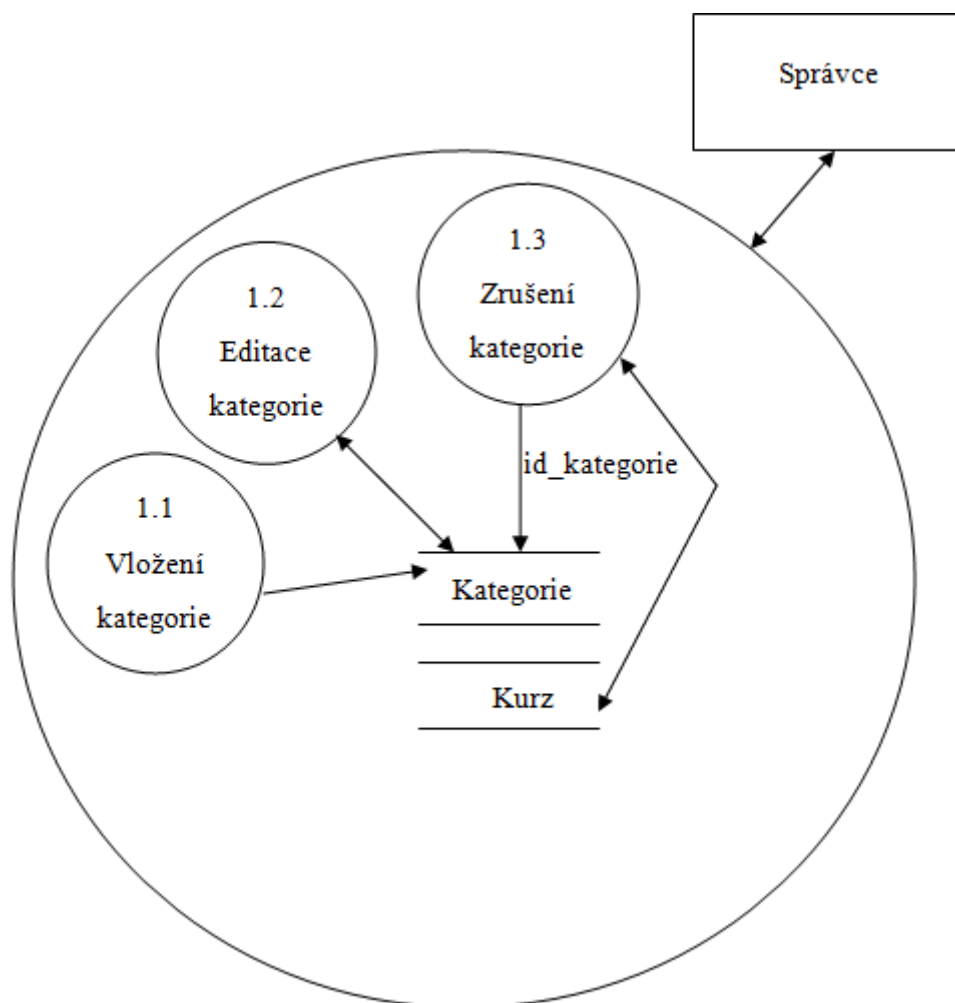 Správce
1.3
Zrušení
kategorie
1.2
Editace
kategorie
id_kategorie
1.1
Vložení
kategorie
Kategorie
Kurz